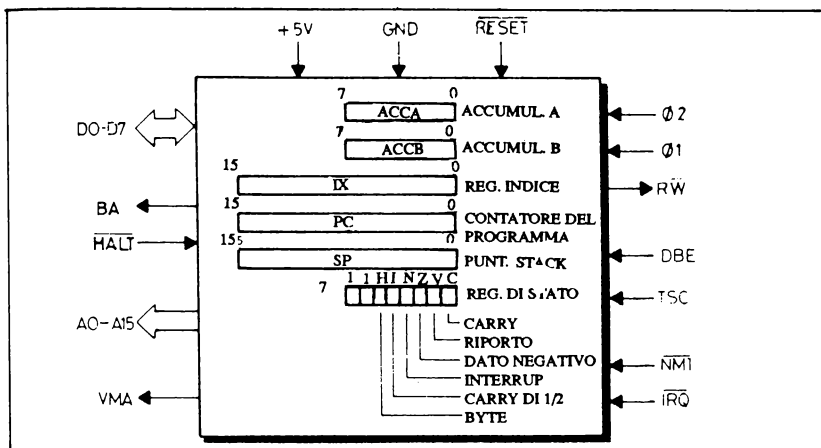 +5V GND RESET
7 0
ACCA ACCUMUL. A
7 0
ACCB ACCUMUL. B
15 0
IX REG. INDICE
15 0
PC CONTATORE DEL
PROGRAMMA
15 0
SP PUNT. STACK
1 1 H I N Z V C
7 REG. DI STATO
CARRY
RIPORTO
DATO NEGATIVO
INTERRUP
CARRY DI 1/2
BYTE
D0-D7
BA
HALT
A0-A15
VMA
Ø2
Ø1
RW
DBE
TSC
NMI
IRQ